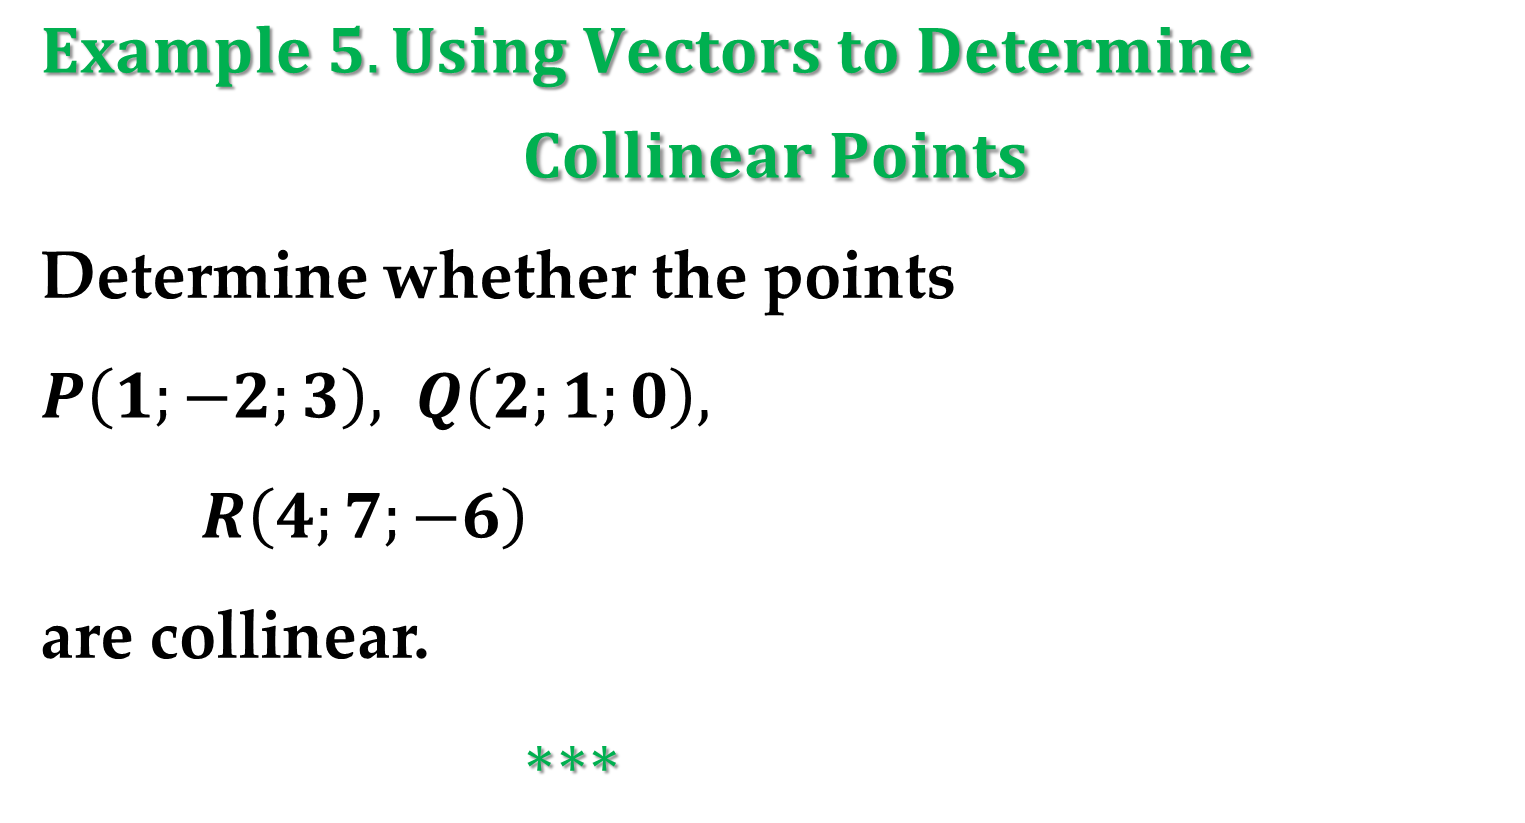 Example 5. Using Vectors to Determine
Collinear Points
Determine whether the points
P(1; −2; 3), Q(2; 1; 0),
R(4; 7; −6)
are collinear.
***